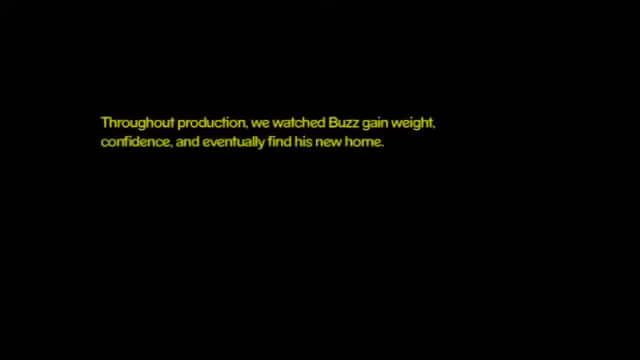 Throughout production, we watched Buzz gain weight,
confidence, and eventually find his new home.